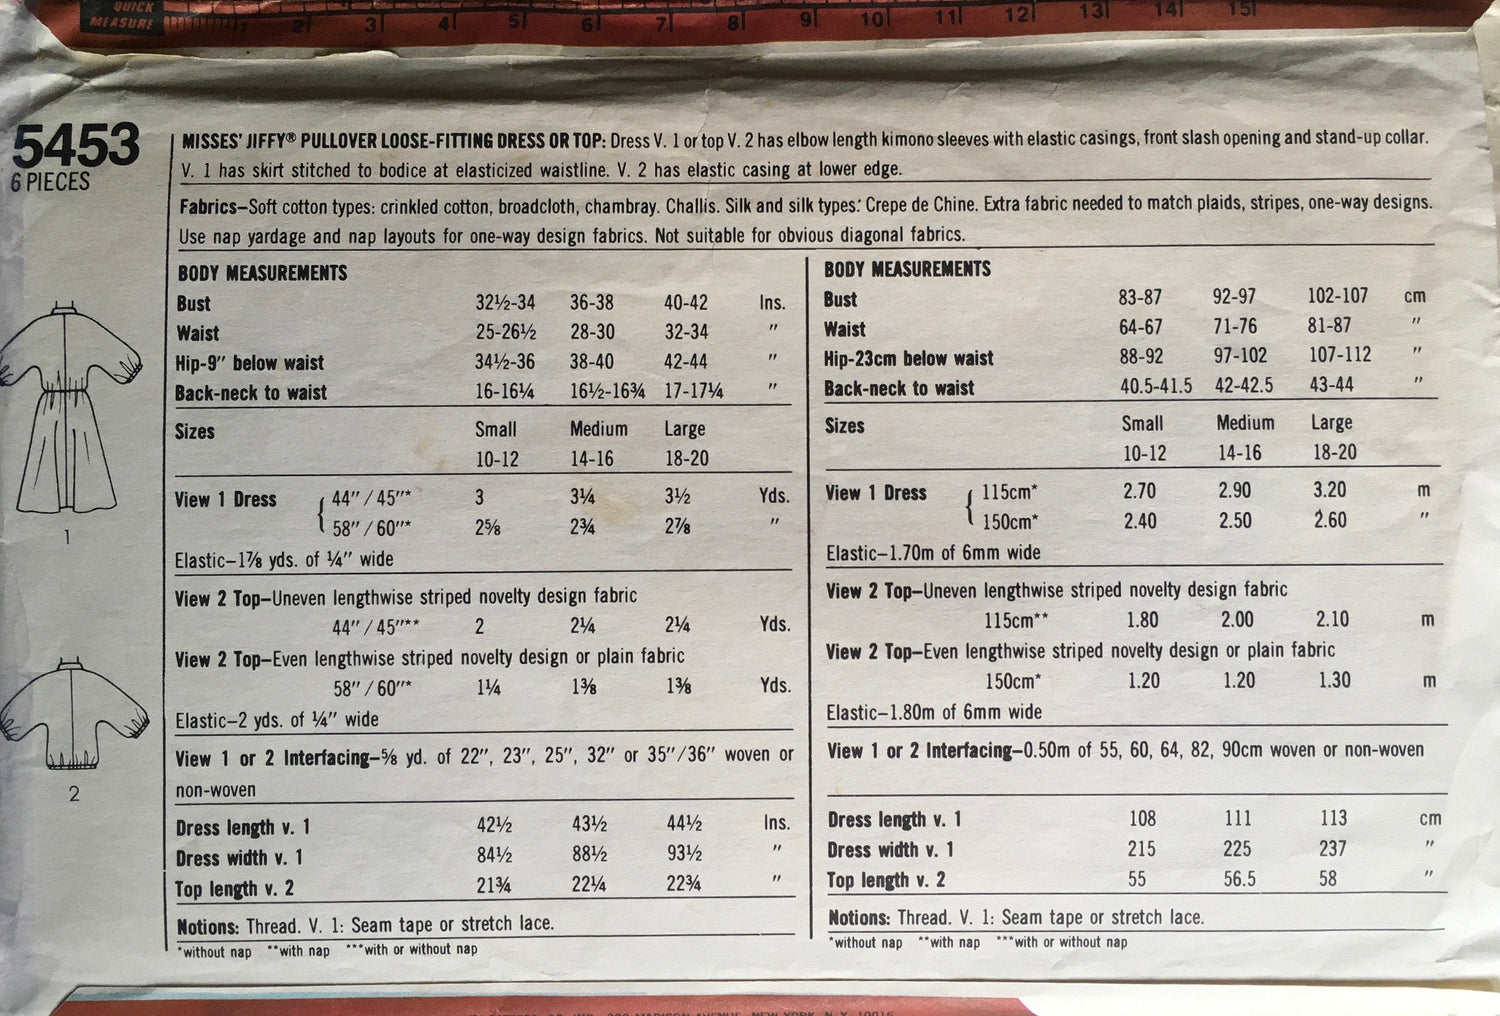 QUICK
MEASURE 1 2 3 4 5 6 7 8 9 10 11 12 13 14 15
5453
6 PIECES
MISSES' JIFFY® PULLOVER LOOSE-FITTING DRESS OR TOP: Dress V. 1 or top V. 2 has elbow length kimono sleeves with elastic casings, front slash opening and stand-up collar.
V. 1 has skirt stitched to bodice at elasticized waistline. V. 2 has elastic casing at lower edge.
Fabrics—Soft cotton types: crinkled cotton, broadcloth, chambray. Challis. Silk and silk types: Crepe de Chine. Extra fabric needed to match plaids, stripes, one-way designs.
Use nap yardage and nap layouts for one-way design fabrics. Not suitable for obvious diagonal fabrics.
BODY MEASUREMENTS
Bust 32½-34 36-38 40-42 Ins.
Waist 25-26½ 28-30 32-34 "
Hip-9" below waist 34½-36 38-40 42-44 "
Back-neck to waist 16-16¼ 16½-16¾ 17-17¼ "
Sizes Small Medium Large
10-12 14-16 18-20
View 1 Dress { 44"/45"* 3 3¼ 3½ Yds.
58"/60"* 2⅝ 2¾ 2⅞ "
Elastic—1⅞ yds. of ¼" wide
View 2 Top—Uneven lengthwise striped novelty design fabric
44"/45"** 2 2¼ 2¼ Yds.
View 2 Top—Even lengthwise striped novelty design or plain fabric
58"/60"* 1¼ 1⅜ 1⅜ Yds.
Elastic—2 yds. of ¼" wide
View 1 or 2 Interfacing—⅝ yd. of 22", 23", 25", 32" or 35"/36" woven or
non-woven
Dress length v. 1 42½ 43½ 44½ Ins.
Dress width v. 1 84½ 88½ 93½ "
Top length v. 2 21¾ 22¼ 22¾ "
Notions: Thread. V. 1: Seam tape or stretch lace.
*without nap **with nap ***with or without nap
BODY MEASUREMENTS
Bust 83-87 92-97 102-107 cm
Waist 64-67 71-76 81-87 "
Hip-23cm below waist 88-92 97-102 107-112 "
Back-neck to waist 40.5-41.5 42-42.5 43-44 "
Sizes Small Medium Large
10-12 14-16 18-20
View 1 Dress { 115cm* 2.70 2.90 3.20 m
150cm* 2.40 2.50 2.60 "
Elastic—1.70m of 6mm wide
View 2 Top—Uneven lengthwise striped novelty design fabric
115cm** 1.80 2.00 2.10 m
View 2 Top—Even lengthwise striped novelty design or plain fabric
150cm* 1.20 1.20 1.30 m
Elastic—1.80m of 6mm wide
View 1 or 2 Interfacing—0.50m of 55, 60, 64, 82, 90cm woven or non-woven
Dress length v. 1 108 111 113 cm
Dress width v. 1 215 225 237 "
Top length v. 2 55 56.5 58 "
Notions: Thread. V. 1: Seam tape or stretch lace.
*without nap **with nap ***with or without nap
1
2
MADISON AVENUE, NEW YORK, N.Y. 10016